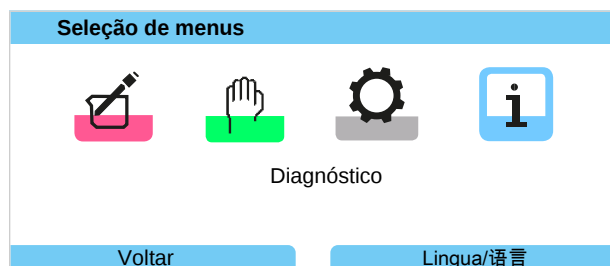 Seleção de menus
i
Diagnóstico
Voltar
Lingua/语言